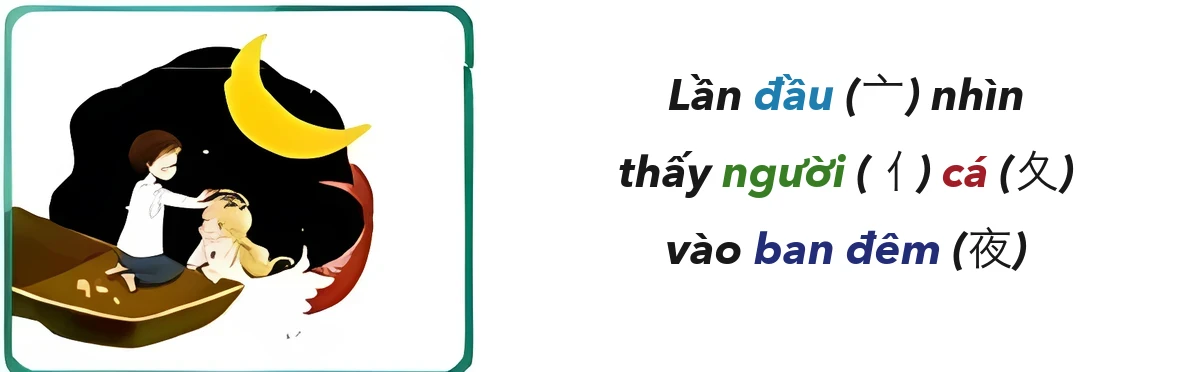 Lần đầu (亠) nhìn
thấy người (亻) cá (夂)
vào ban đêm (夜)